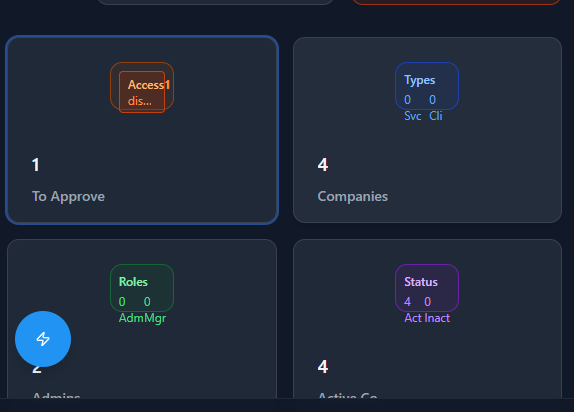 Access1
dis...
1
To Approve
Types
0 0
Svc Cli
4
Companies
Roles
0 0
AdmMgr
2
Admins
Status
4 0
Act Inact
4
Active Co